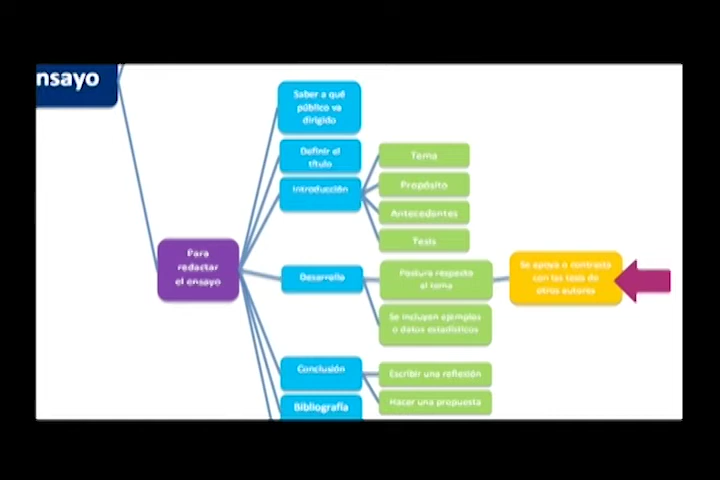 nsayo
Saber a qué
público va
dirigido
Definir el
título
Introducción
Tema
Propósito
Antecedentes
Tesis
Para
redactar
el ensayo
Desarrollo
Postura respecto
al tema
Se apoya o contrasta
con las tesis de
otros autores
Se incluyen ejemplos
o datos estadísticos
Conclusión
Escribir una reflexión
Hacer una propuesta
Bibliografía